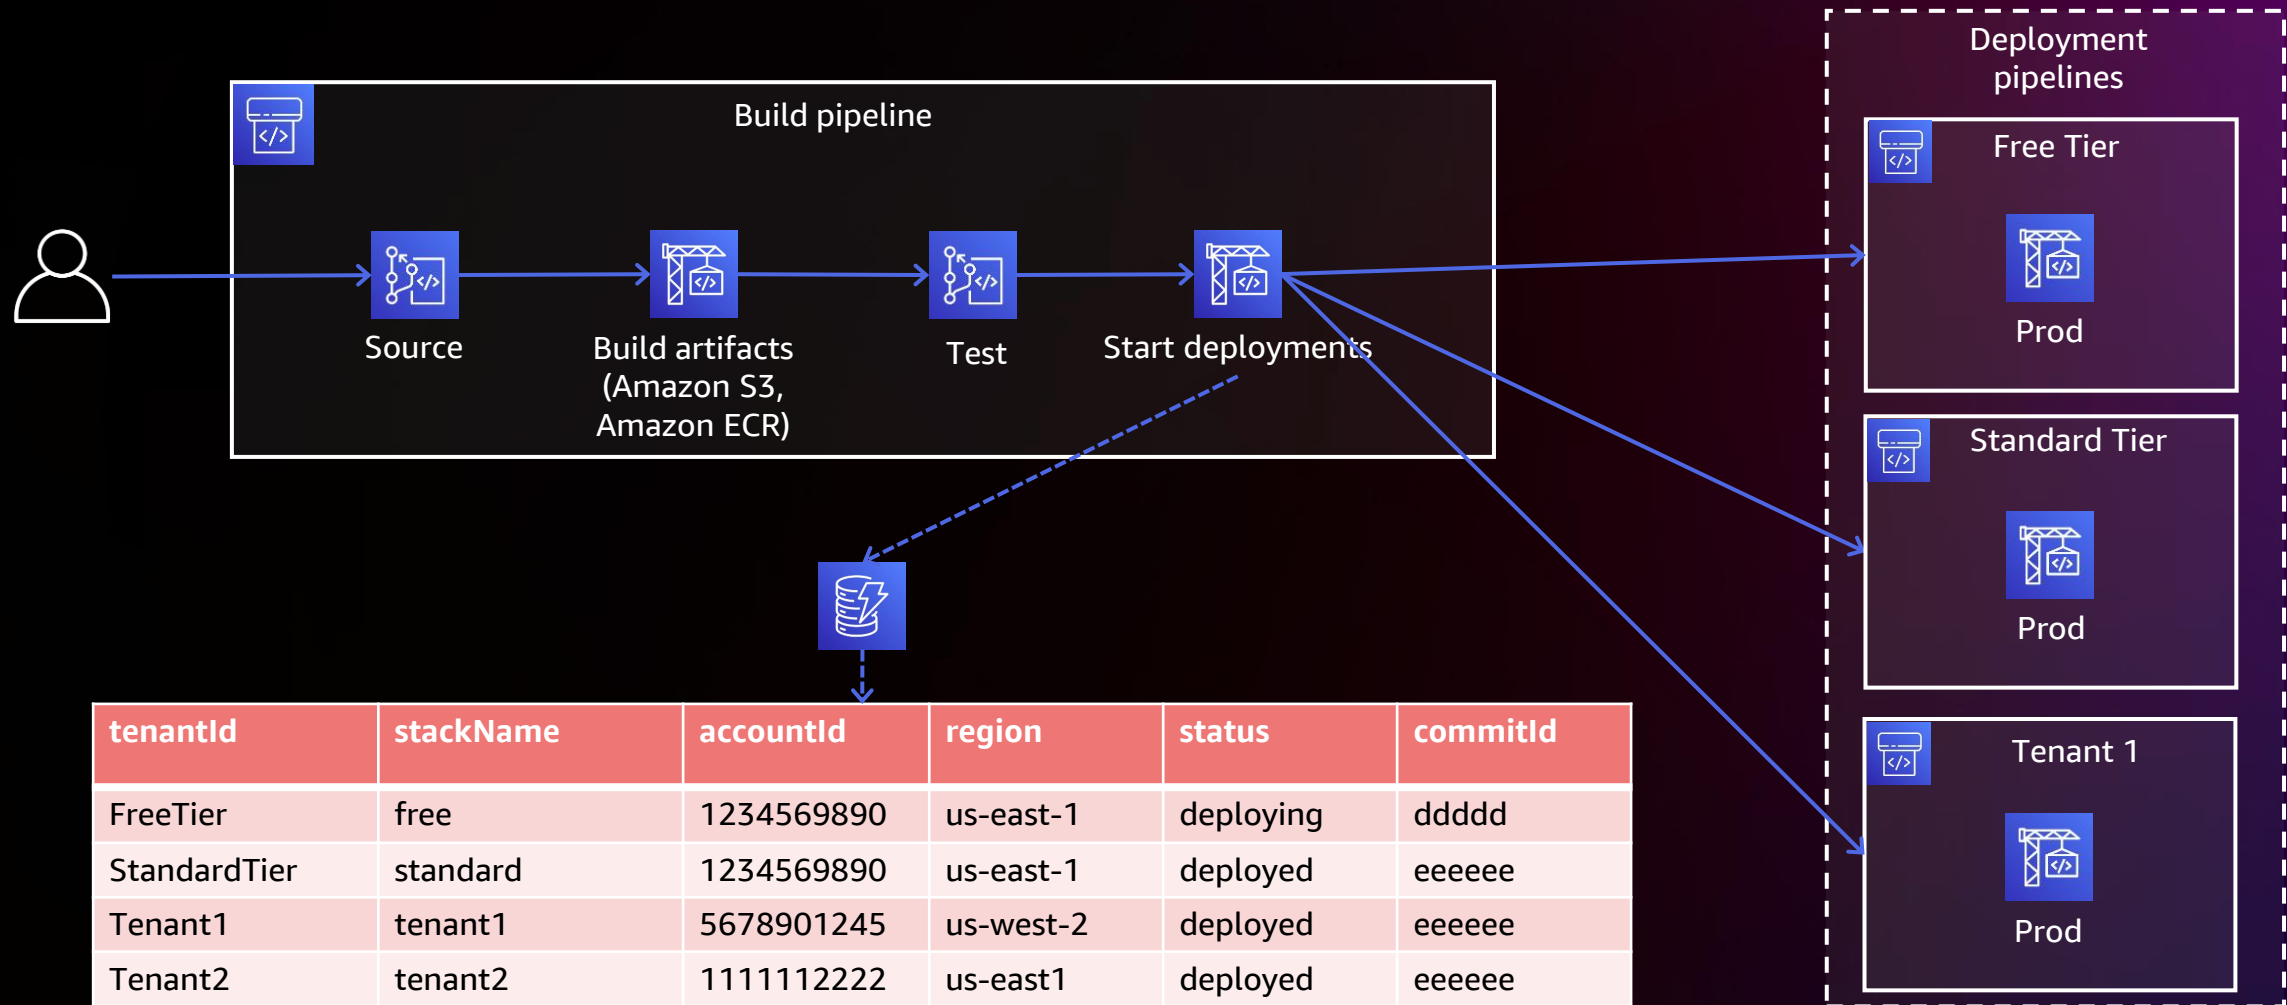 Deployment
pipelines
Build pipeline
Free Tier
Prod
Source
Build artifacts
(Amazon S3,
Amazon ECR)
Test
Start deployments
Standard Tier
Prod
Tenant 1
Prod
tenantId stackName accountId region status commitId
FreeTier free 1234569890 us-east-1 deploying ddddd
StandardTier standard 1234569890 us-east-1 deployed eeeeee
Tenant1 tenant1 5678901245 us-west-2 deployed eeeeee
Tenant2 tenant2 1111112222 us-east1 deployed eeeeee